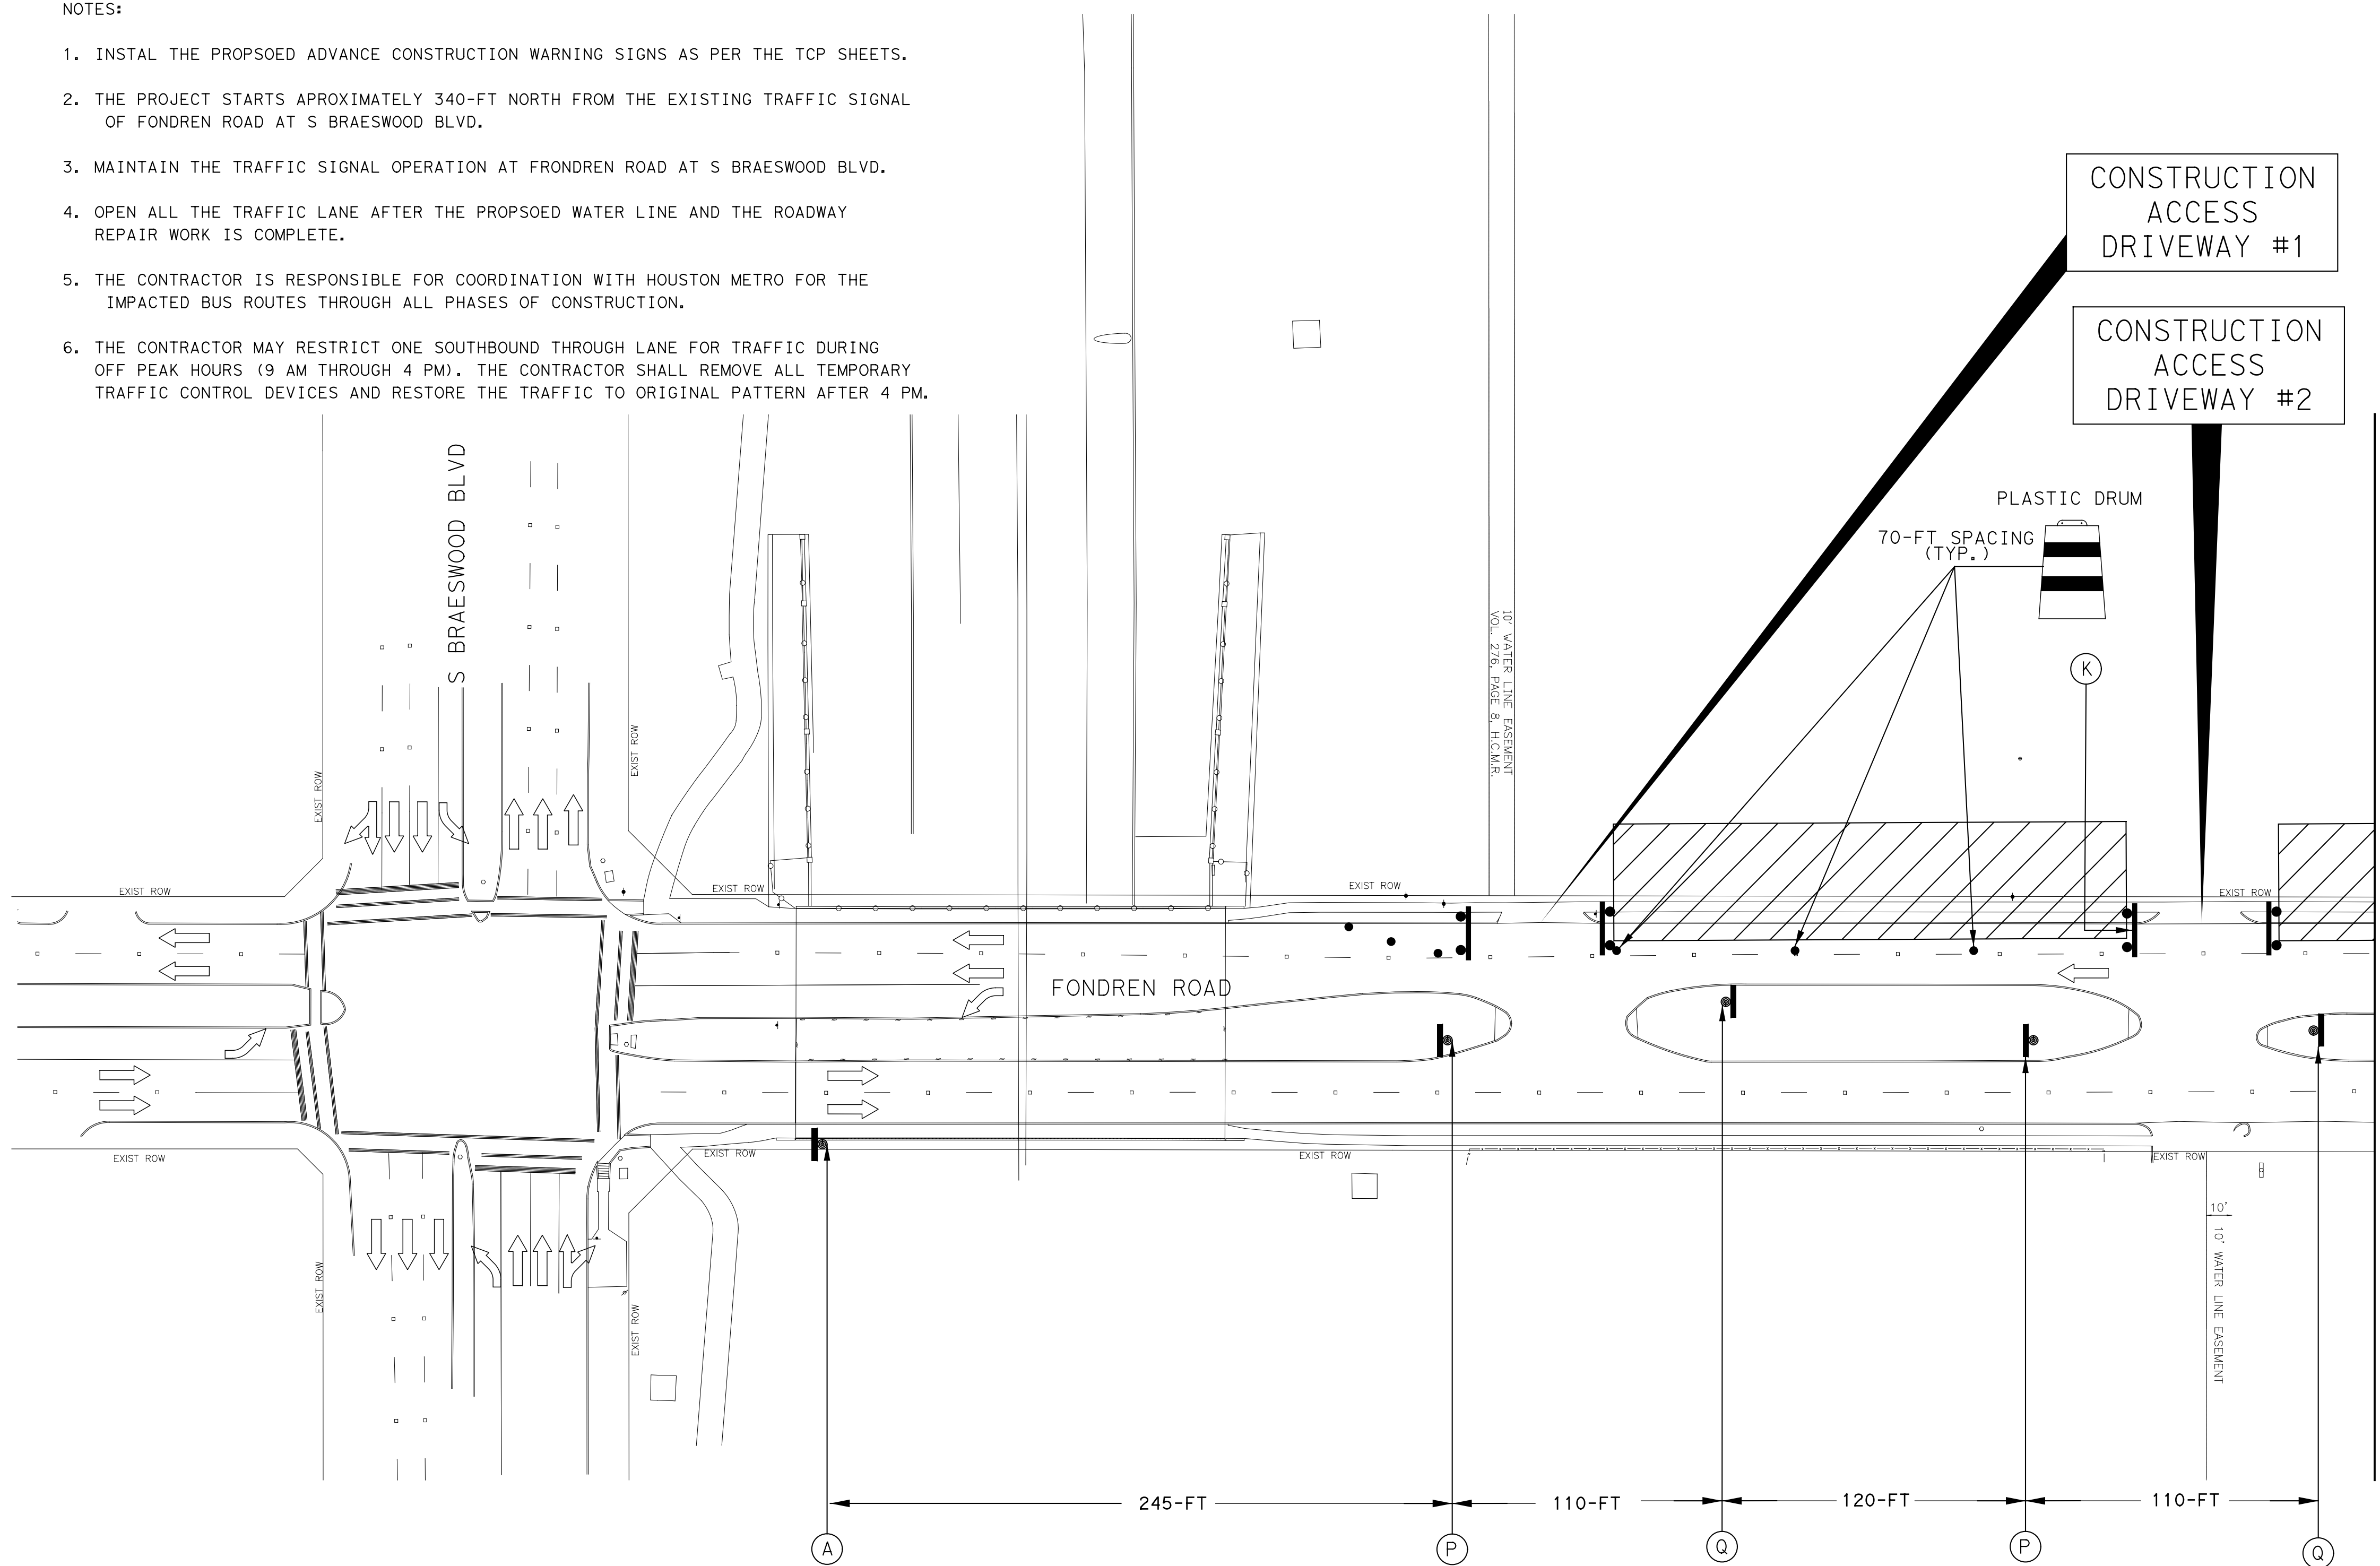 NOTES:
1. INSTAL THE PROPSOED ADVANCE CONSTRUCTION WARNING SIGNS AS PER THE TCP SHEETS.
2. THE PROJECT STARTS APROXIMATELY 340-FT NORTH FROM THE EXISTING TRAFFIC SIGNAL
OF FONDREN ROAD AT S BRAESWOOD BLVD.
3. MAINTAIN THE TRAFFIC SIGNAL OPERATION AT FRONDREN ROAD AT S BRAESWOOD BLVD.
4. OPEN ALL THE TRAFFIC LANE AFTER THE PROPSOED WATER LINE AND THE ROADWAY
REPAIR WORK IS COMPLETE.
5. THE CONTRACTOR IS RESPONSIBLE FOR COORDINATION WITH HOUSTON METRO FOR THE
IMPACTED BUS ROUTES THROUGH ALL PHASES OF CONSTRUCTION.
6. THE CONTRACTOR MAY RESTRICT ONE SOUTHBOUND THROUGH LANE FOR TRAFFIC DURING
OFF PEAK HOURS (9 AM THROUGH 4 PM). THE CONTRACTOR SHALL REMOVE ALL TEMPORARY
TRAFFIC CONTROL DEVICES AND RESTORE THE TRAFFIC TO ORIGINAL PATTERN AFTER 4 PM.
CONSTRUCTION
ACCESS
DRIVEWAY #1
CONSTRUCTION
ACCESS
DRIVEWAY #2
PLASTIC DRUM
70-FT SPACING
(TYP.)
K
S BRAESWOOD BLVD
10' WATER LINE EASEMENT
VOL. 276, PAGE 8, H.C.M.R.
EXIST ROW
EXIST ROW
EXIST ROW
EXIST ROW
EXIST ROW
EXIST ROW
FONDREN ROAD
EXIST ROW
EXIST ROW
EXIST ROW
EXIST ROW
EXIST ROW
EXIST ROW
10'
10' WATER LINE EASEMENT
245-FT
110-FT
120-FT
110-FT
A
P
Q
P
Q